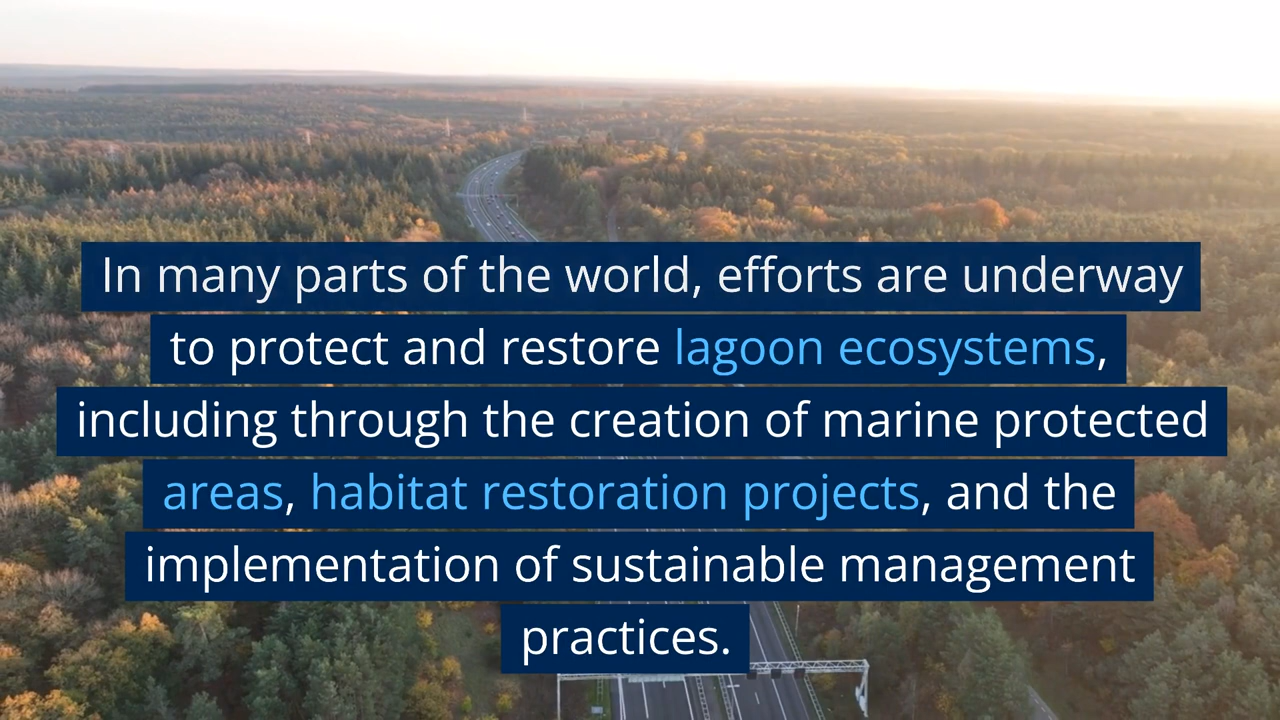 In many parts of the world, efforts are underway
to protect and restore lagoon ecosystems,
including through the creation of marine protected
areas, habitat restoration projects, and the
implementation of sustainable management
practices.